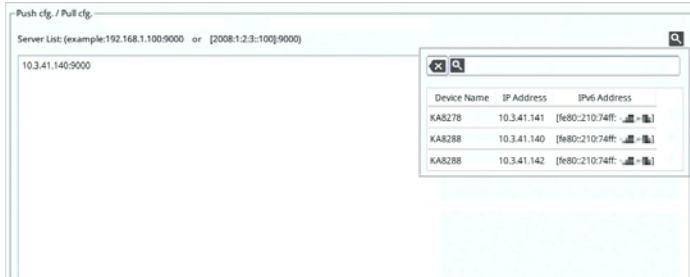 Push cfg. / Pull cfg.
Server List: (example:192.168.1.100:9000 or [2008:1:2:3::100]:9000)
10.3.41.140:9000
Device Name IP Address IPv6 Address
KA8278 10.3.41.141 [fe80::210:74ff:
KA8288 10.3.41.140 [fe80::210:74ff:
KA8288 10.3.41.142 [fe80::210:74ff: